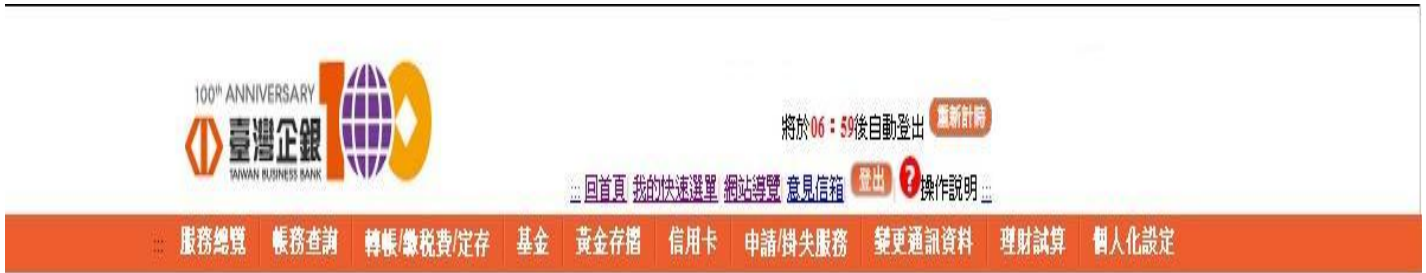 100th ANNIVERSARY 100
臺灣企銀
TAIWAN BUSINESS BANK
將於06：59後自動登出 重新計時
::: 回首頁 我的快速選單 網站導覽 意見信箱 登出 ? 操作說明 :::
::: 服務總覽 帳務查詢 轉帳/繳稅費/定存 基金 黃金存摺 信用卡 申請/掛失服務 變更通訊資料 理財試算 個人化設定